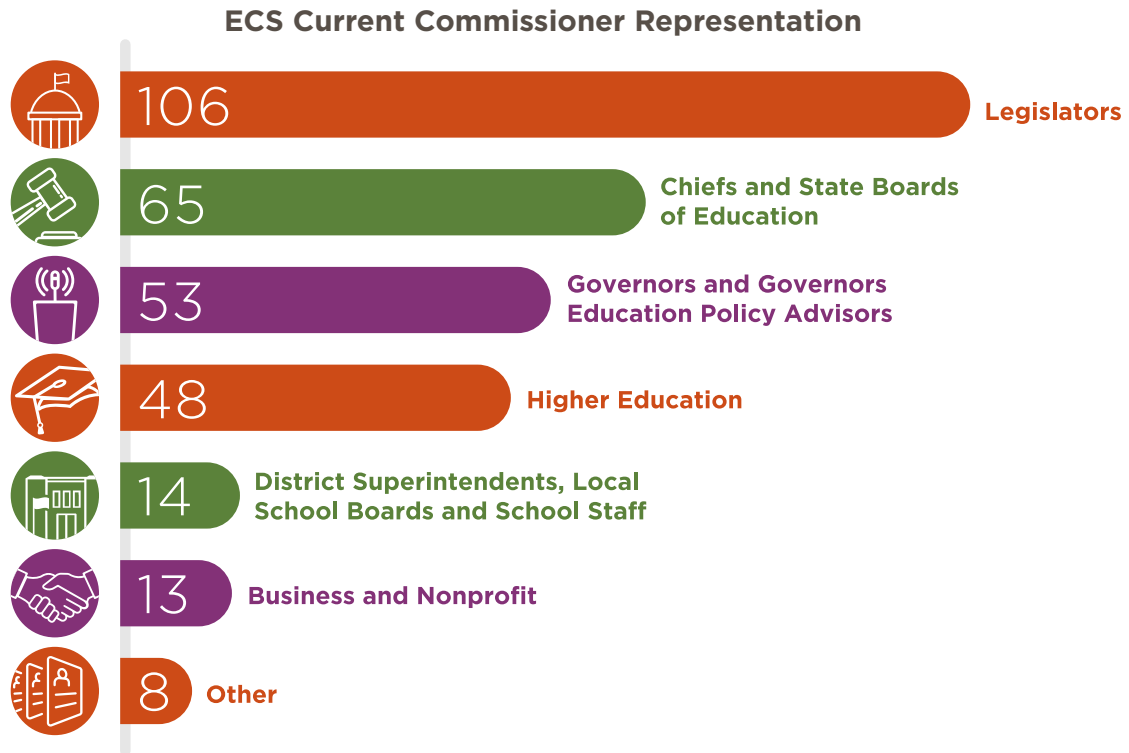 ECS Current Commissioner Representation
106
Legislators
65
Chiefs and State Boards
of Education
53
Governors and Governors
Education Policy Advisors
48
Higher Education
14
District Superintendents, Local
School Boards and School Staff
13
Business and Nonprofit
8
Other